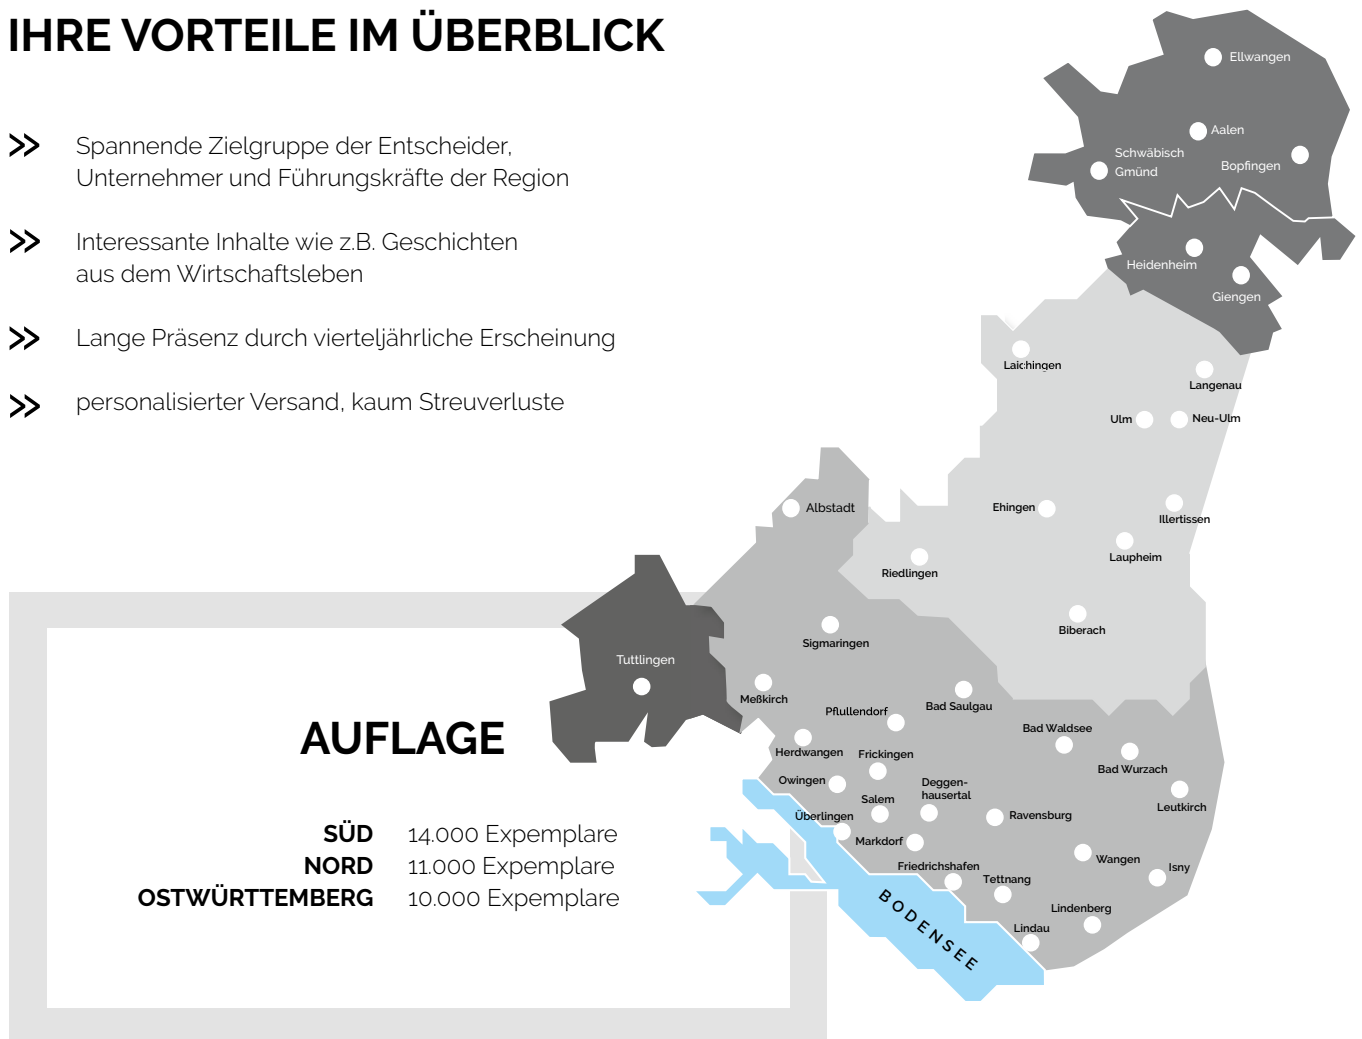 IHRE VORTEILE IM ÜBERBLICK
Spannende Zielgruppe der Entscheider,
Unternehmer und Führungskräfte der Region
Interessante Inhalte wie z.B. Geschichten
aus dem Wirtschaftsleben
Lange Präsenz durch vierteljährliche Erscheinung
personalisierter Versand, kaum Streuverluste
AUFLAGE
SÜD 14.000 Expemplare
NORD 11.000 Expemplare
OSTWÜRTTEMBERG 10.000 Expemplare
Ellwangen
Aalen
Schwäbisch
Gmünd
Bopfingen
Heidenheim
Giengen
Laichingen
Langenau
Ulm
Neu-Ulm
Albstadt
Ehingen
Illertissen
Laupheim
Riedlingen
Biberach
Sigmaringen
Tuttlingen
Meßkirch
Bad Saulgau
Pflullendorf
Bad Waldsee
Herdwangen
Frickingen
Bad Wurzach
Owingen
Deggen-
hausertal
Salem
Leutkirch
Überlingen
Ravensburg
Markdorf
Wangen
Friedrichshafen
Isny
Tettnang
Lindenberg
Lindau
BODENSEE